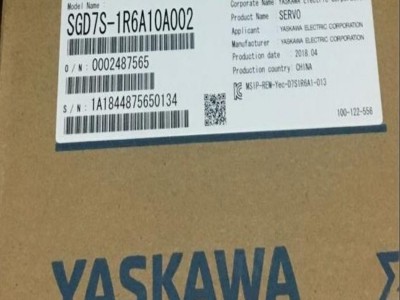 Model Name
SGD7S-1R6A10A002
O/N: 0002487565
S/N: 1A1844875650134
Corporate Name YASKAWA Electric Corporation
Product Name : SERVO
Applicant : YASKAWA ELECTRIC CORPORATION
Manufacturer : YASKAWA ELECTRIC CORPORATION
Production date : 2018.04
Production country : CHINA
MSIP-REM-Yec-D7S1R6A1-013
100-122-556
YASKAWA
Σ